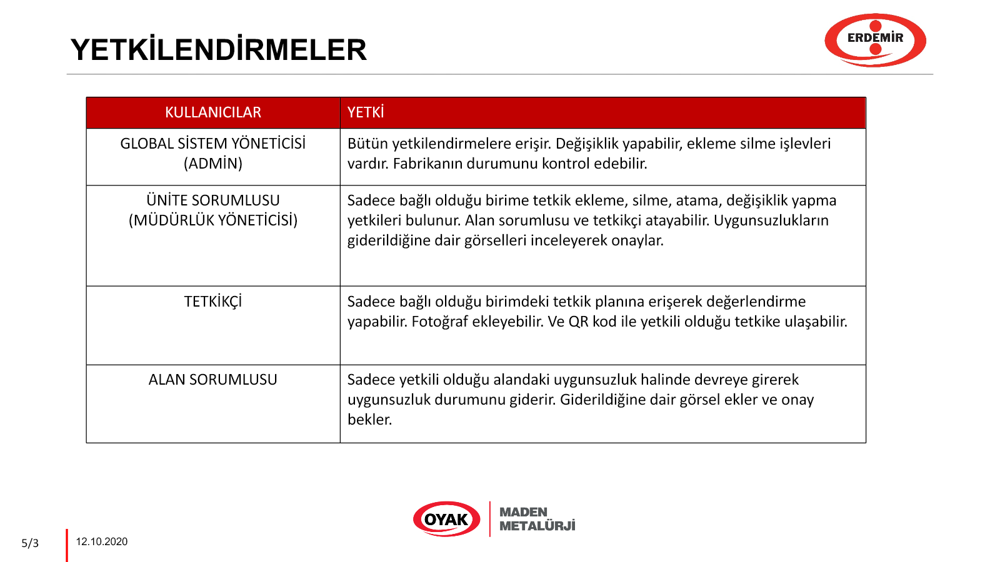 YETKİLENDİRMELER
ERDEMİR
KULLANICILAR
YETKİ
GLOBAL SİSTEM YÖNETİCİSİ
(ADMİN)
Bütün yetkilendirmelere erişir. Değişiklik yapabilir, ekleme silme işlevleri
vardır. Fabrikanın durumunu kontrol edebilir.
ÜNİTE SORUMLUSU
(MÜDÜRLÜK YÖNETİCİSİ)
Sadece bağlı olduğu birime tetkik ekleme, silme, atama, değişiklik yapma
yetkileri bulunur. Alan sorumlusu ve tetkikçi atayabilir. Uygunsuzlukların
giderildiğine dair görselleri inceleyerek onaylar.
TETKİKÇİ
Sadece bağlı olduğu birimdeki tetkik planına erişerek değerlendirme
yapabilir. Fotoğraf ekleyebilir. Ve QR kod ile yetkili olduğu tetkike ulaşabilir.
ALAN SORUMLUSU
Sadece yetkili olduğu alandaki uygunsuzluk halinde devreye girerek
uygunsuzluk durumunu giderir. Giderildiğine dair görsel ekler ve onay
bekler.
OYAK
MADEN
METALÜRJİ
5/3
12.10.2020